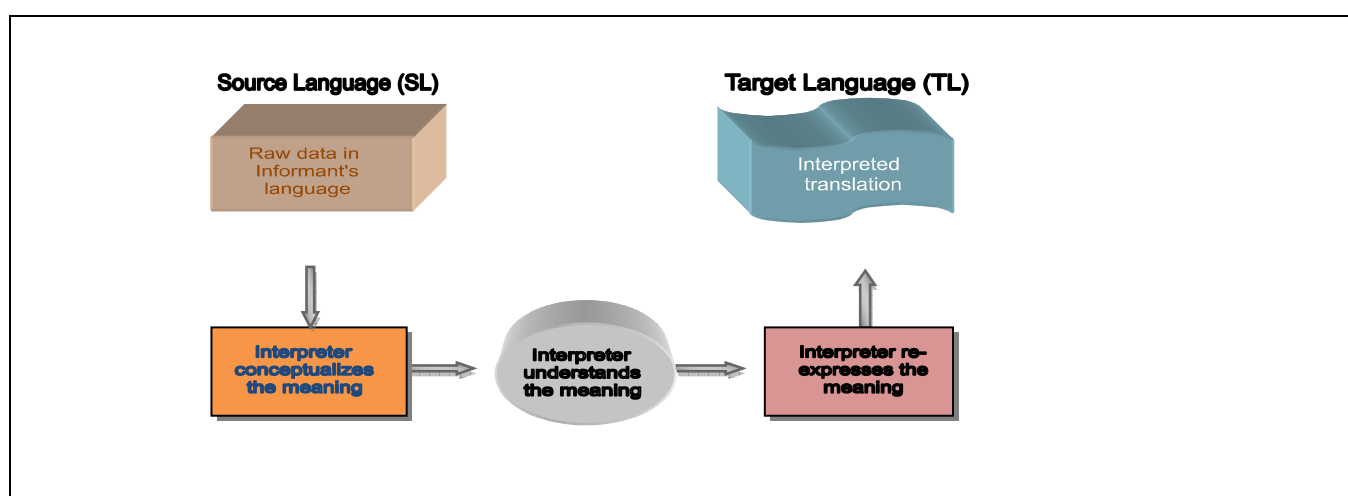 Source Language (SL)
Raw data in
Informant's
language
Target Language (TL)
Interpreted
translation
Interpreter
conceptualizes
the meaning
Interpreter
understands
the meaning
Interpreter re-
expresses the
meaning